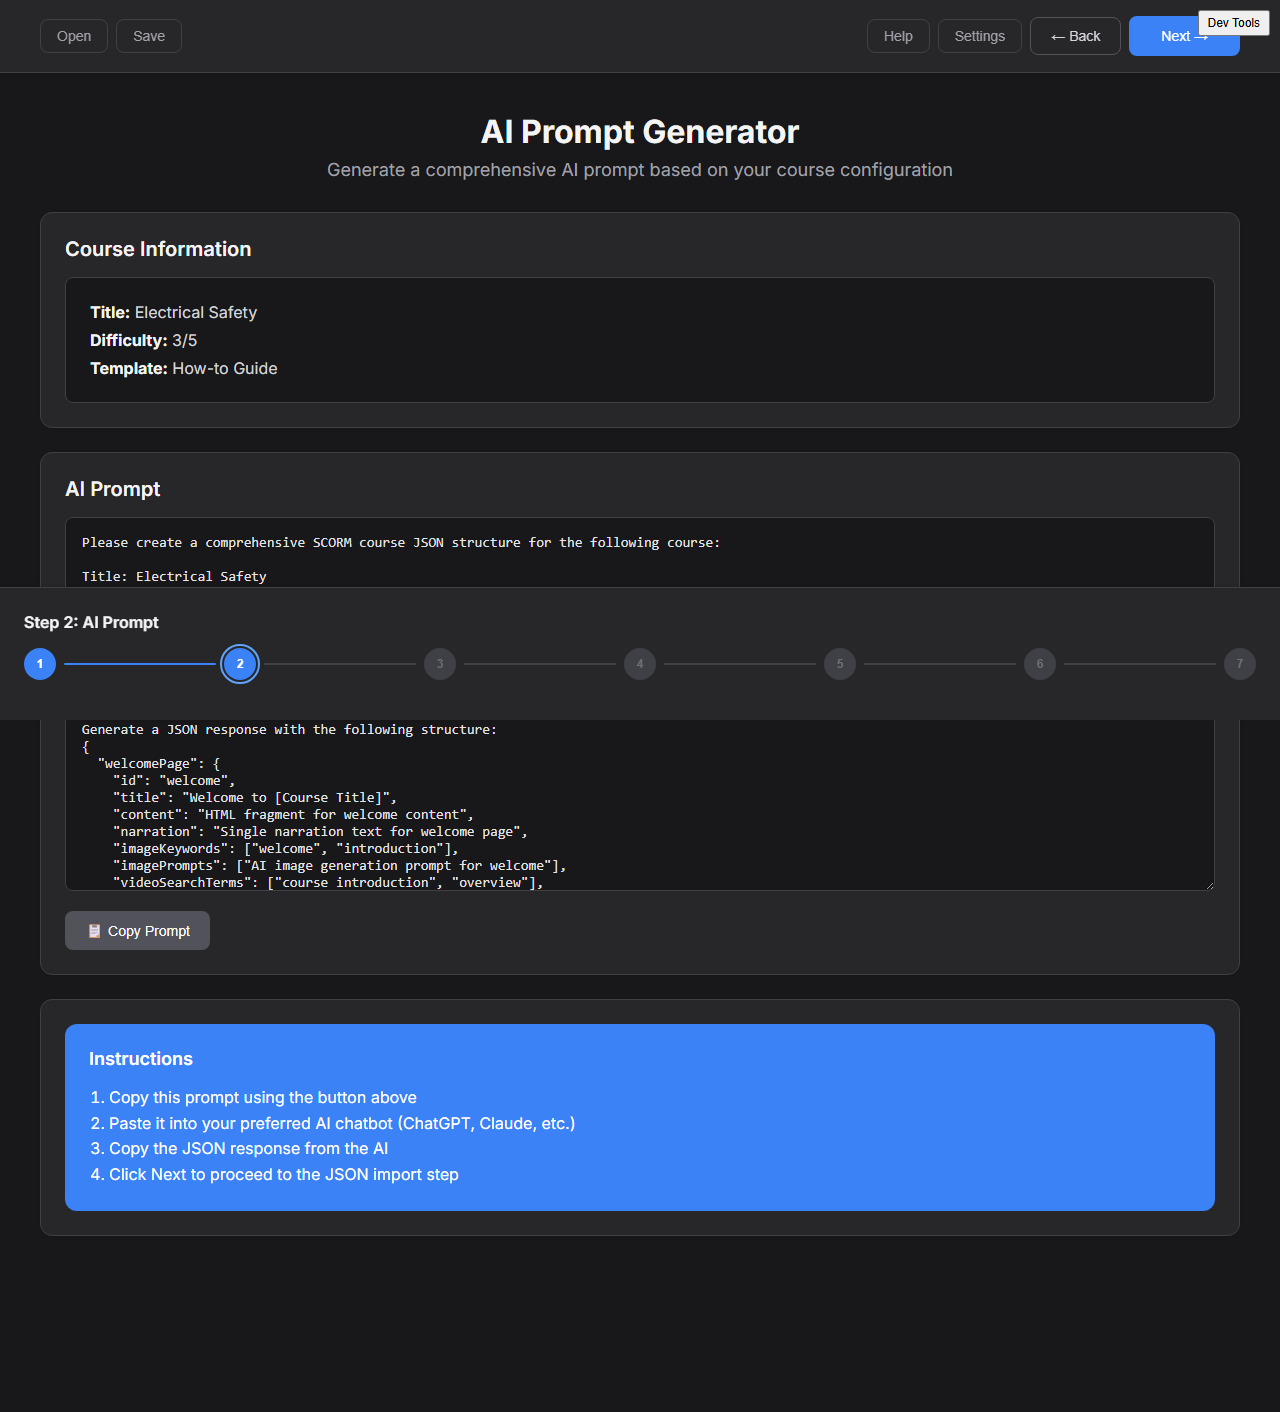 Open
Save
Help
Settings
← Back
Next →
Dev Tools
AI Prompt Generator
Generate a comprehensive AI prompt based on your course configuration
Course Information
Title: Electrical Safety
Difficulty: 3/5
Template: How-to Guide
AI Prompt
Please create a comprehensive SCORM course JSON structure for the following course:
Title: Electrical Safety
Step 2: AI Prompt
1
2
3
4
5
6
7
Generate a JSON response with the following structure:
{
  "welcomePage": {
    "id": "welcome",
    "title": "Welcome to [Course Title]",
    "content": "HTML fragment for welcome content",
    "narration": "Single narration text for welcome page",
    "imageKeywords": ["welcome", "introduction"],
    "imagePrompts": ["AI image generation prompt for welcome"],
    "videoSearchTerms": ["course introduction", "overview"],
📋 Copy Prompt
Instructions
1. Copy this prompt using the button above
2. Paste it into your preferred AI chatbot (ChatGPT, Claude, etc.)
3. Copy the JSON response from the AI
4. Click Next to proceed to the JSON import step